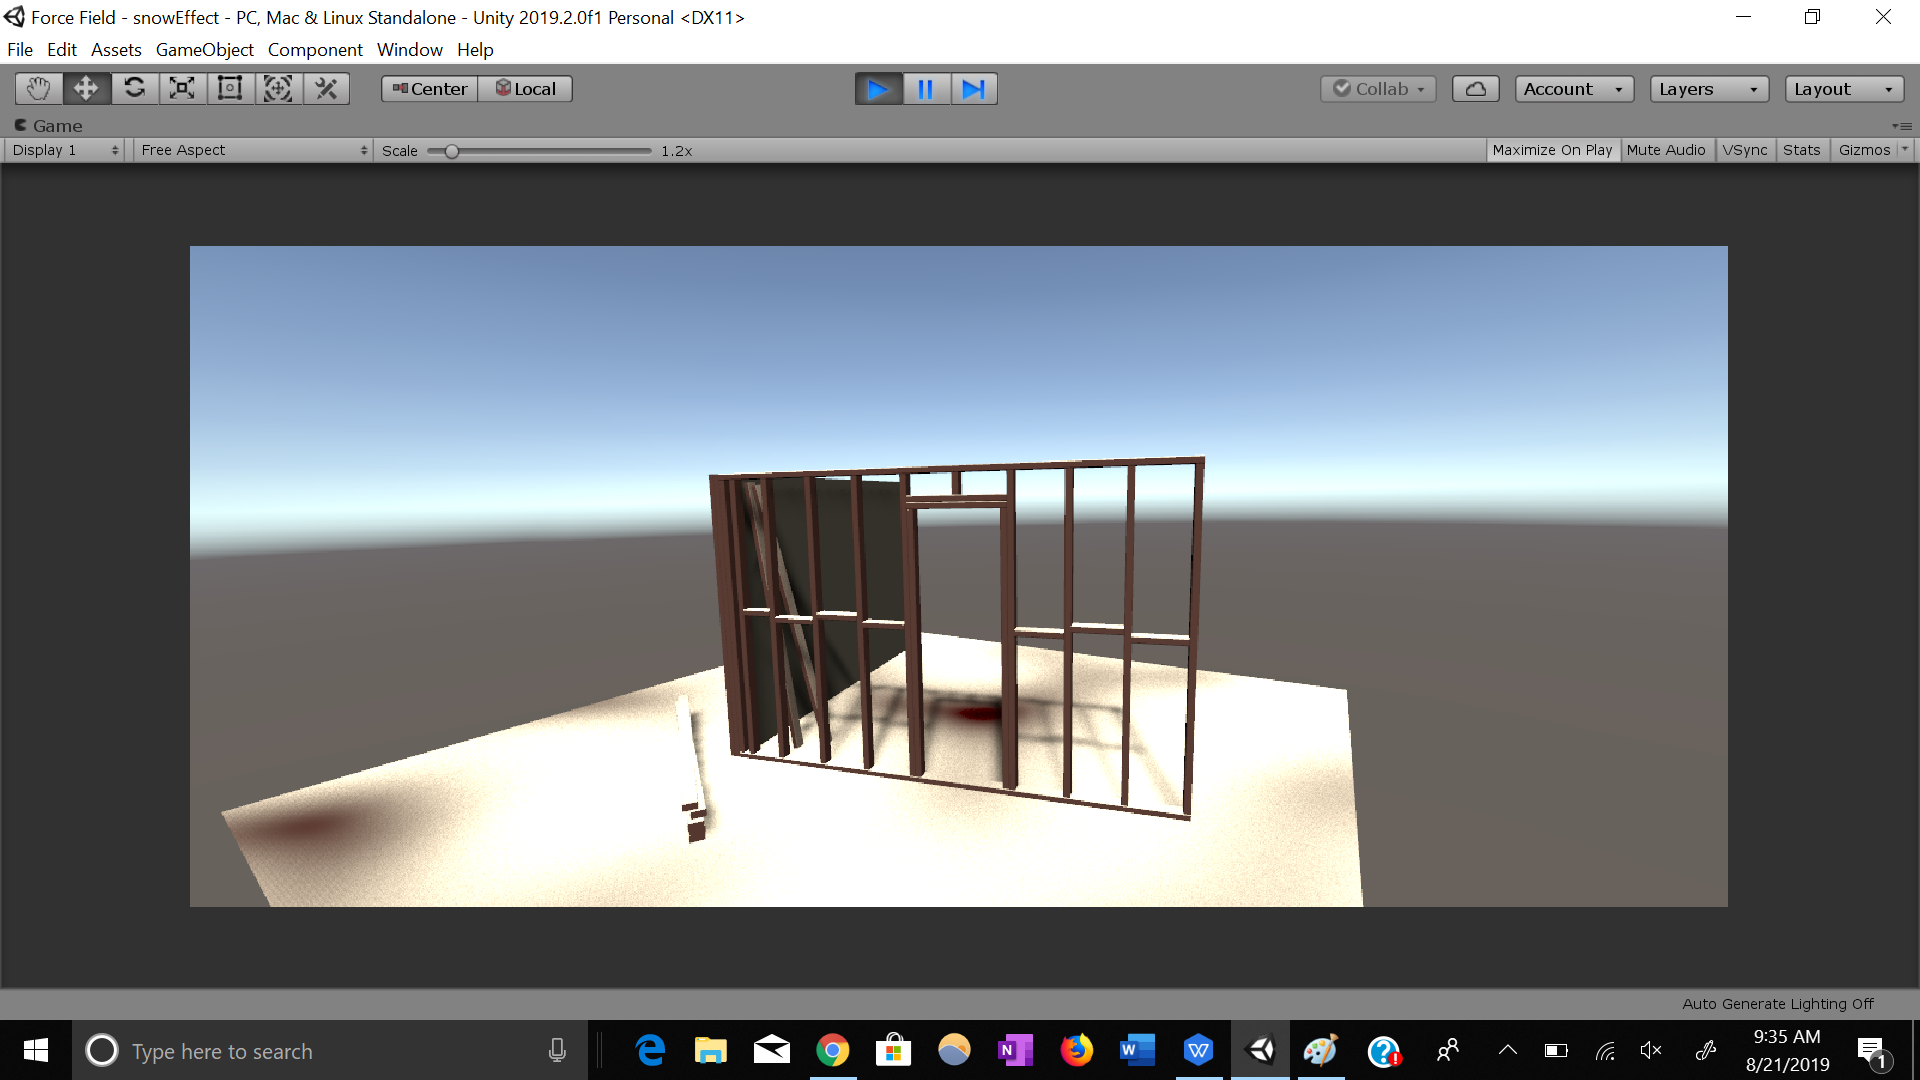 Force Field - snowEffect - PC, Mac & Linux Standalone - Unity 2019.2.0f1 Personal <DX11>
File Edit Assets GameObject Component Window Help
Center Local Collab Account Layers Layout
Game
Display 1 Free Aspect Scale 1.2x Maximize On Play Mute Audio VSync Stats Gizmos
Auto Generate Lighting Off
Type here to search
9:35 AM
8/21/2019
1